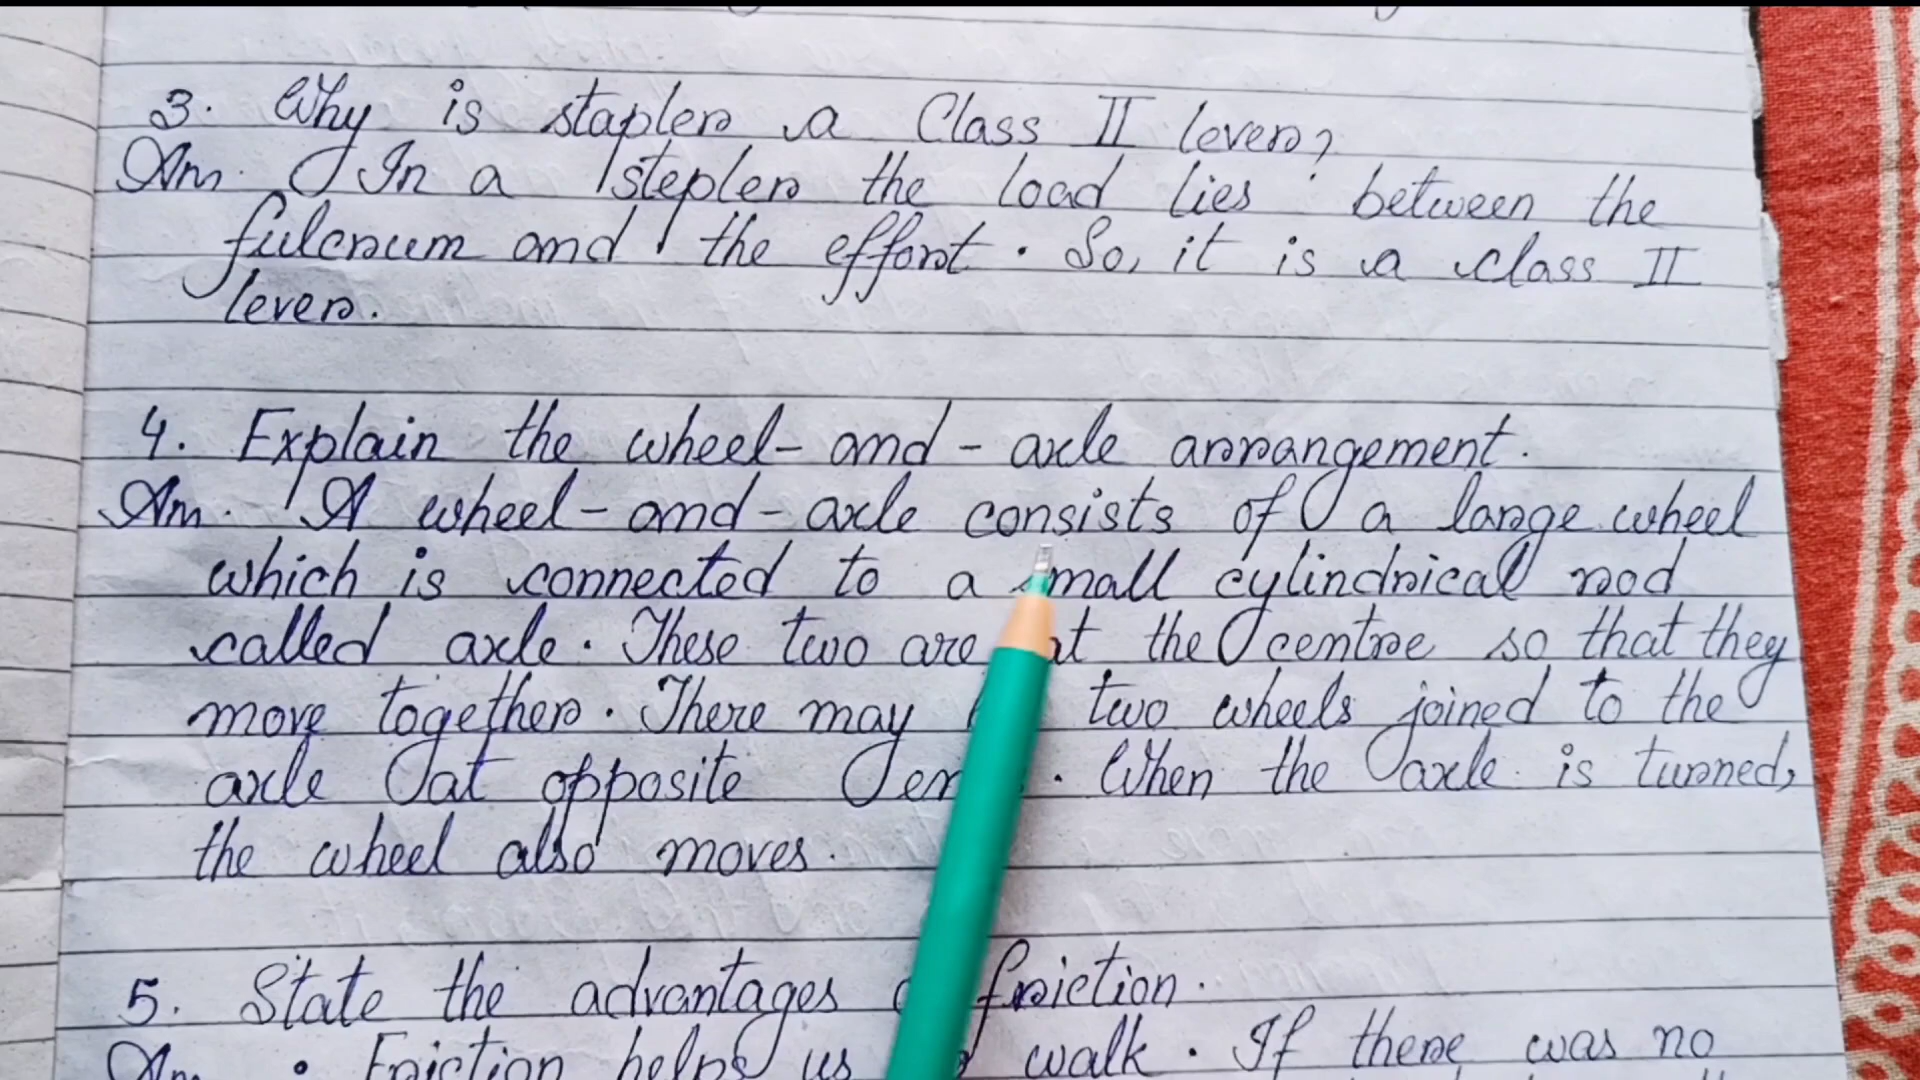 3. Why is stapler a Class II lever?
Ans. In a stepler the load lies between the
fulcrum and the effort. So, it is a class II
lever.
4. Explain the wheel-and-axle arrangement.
Ans. A wheel-and-axle consists of a large wheel
which is connected to a small cylindrical rod
called axle. These two are at the centre so that they
move together. There may two wheels joined to the
axle at opposite . When the axle is turned,
the wheel also moves.
5. State the advantages friction.
Ans. • Friction helps us walk. If there was no